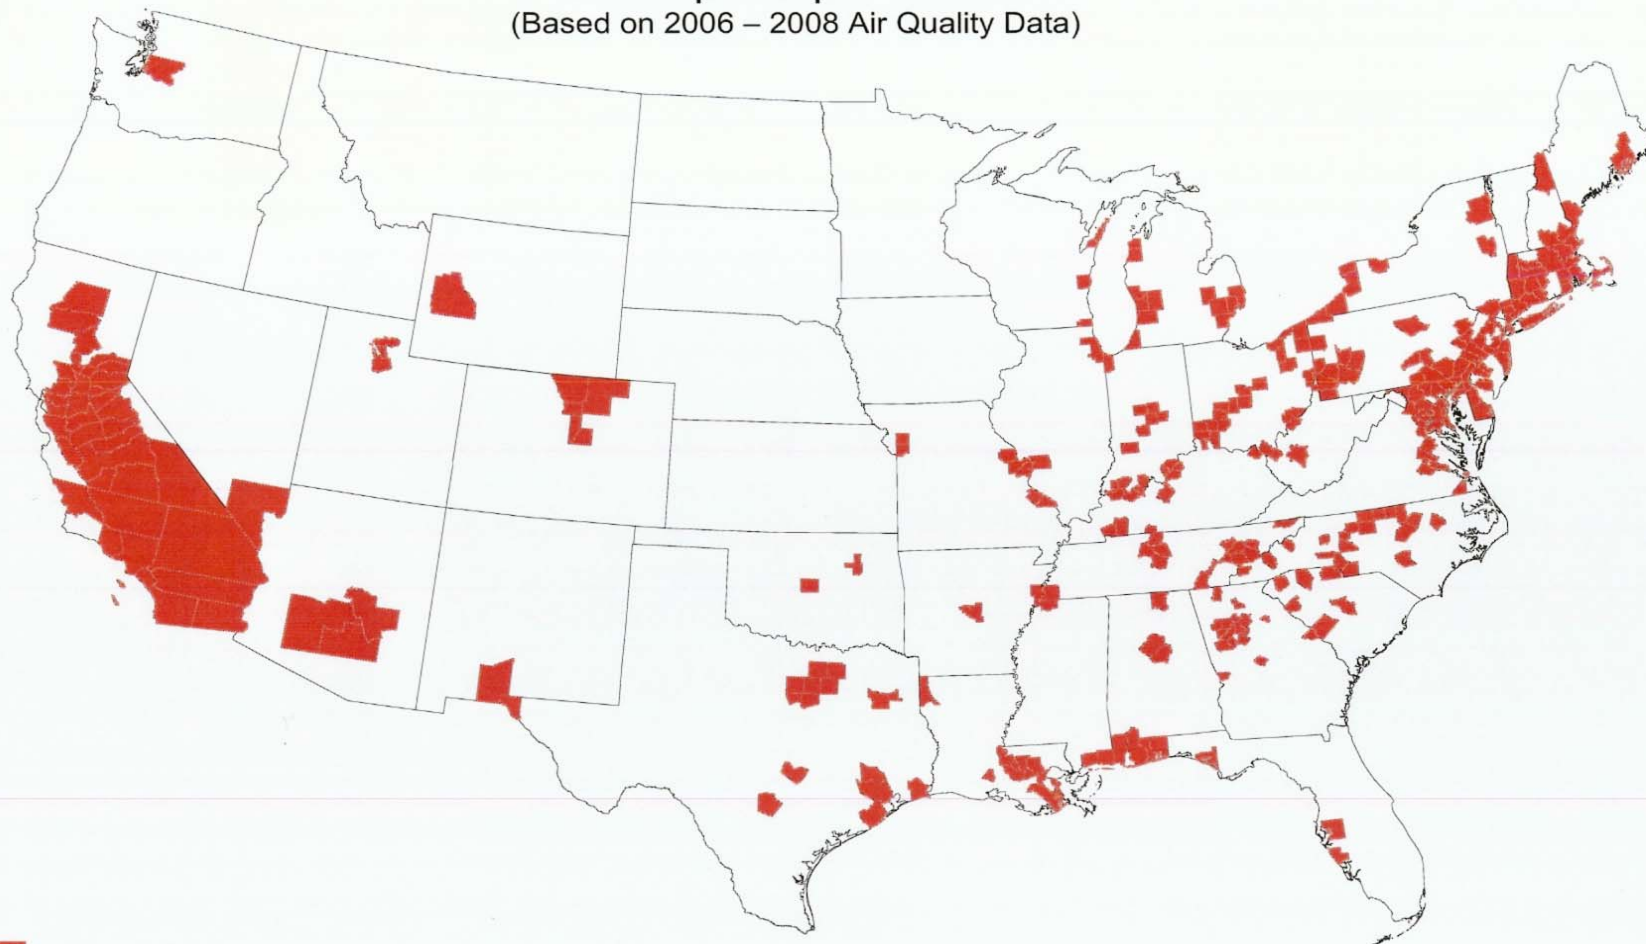 (Based on 2006 – 2008 Air Quality Data)